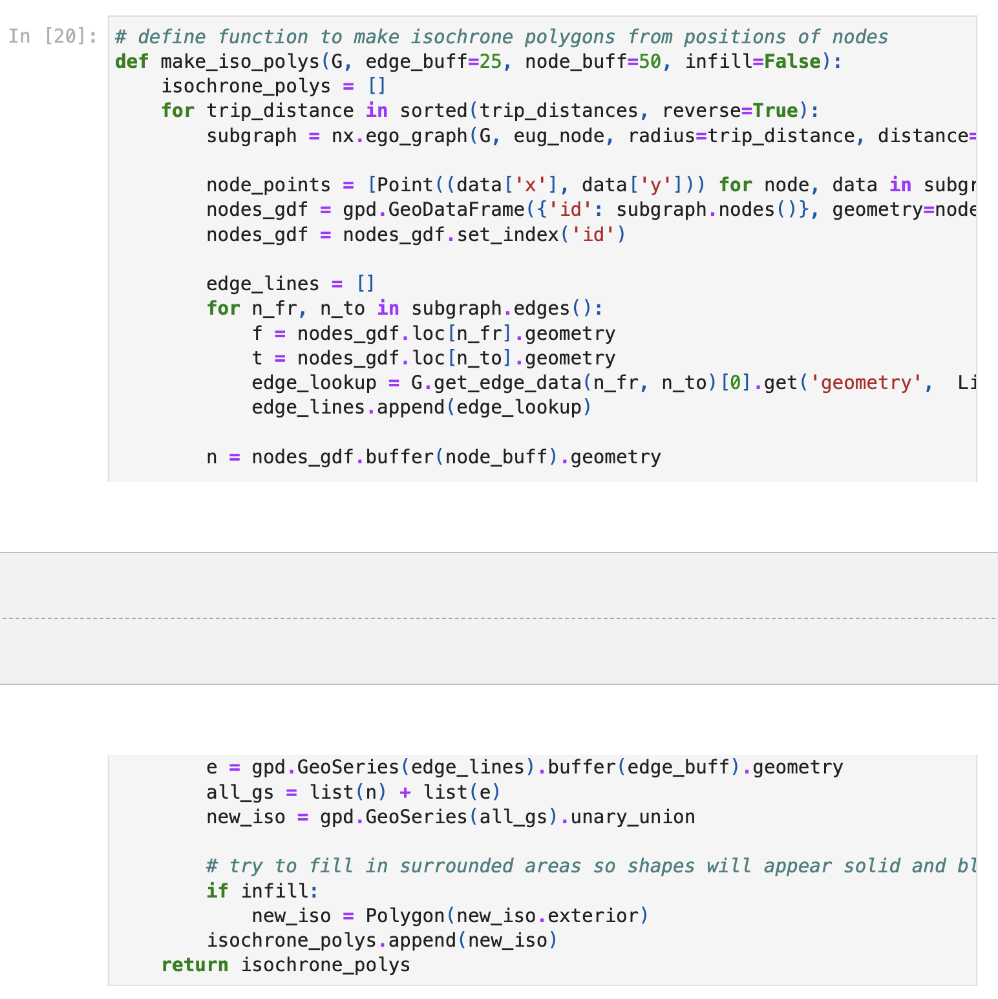 In [20]:
# define function to make isochrone polygons from positions of nodes
def make_iso_polys(G, edge_buff=25, node_buff=50, infill=False):
    isochrone_polys = []
    for trip_distance in sorted(trip_distances, reverse=True):
        subgraph = nx.ego_graph(G, eug_node, radius=trip_distance, distance=

        node_points = [Point((data['x'], data['y'])) for node, data in subgr
        nodes_gdf = gpd.GeoDataFrame({'id': subgraph.nodes()}, geometry=node
        nodes_gdf = nodes_gdf.set_index('id')

        edge_lines = []
        for n_fr, n_to in subgraph.edges():
            f = nodes_gdf.loc[n_fr].geometry
            t = nodes_gdf.loc[n_to].geometry
            edge_lookup = G.get_edge_data(n_fr, n_to)[0].get('geometry',  Li
            edge_lines.append(edge_lookup)

        n = nodes_gdf.buffer(node_buff).geometry
        e = gpd.GeoSeries(edge_lines).buffer(edge_buff).geometry
        all_gs = list(n) + list(e)
        new_iso = gpd.GeoSeries(all_gs).unary_union

        # try to fill in surrounded areas so shapes will appear solid and bl
        if infill:
            new_iso = Polygon(new_iso.exterior)
        isochrone_polys.append(new_iso)
    return isochrone_polys